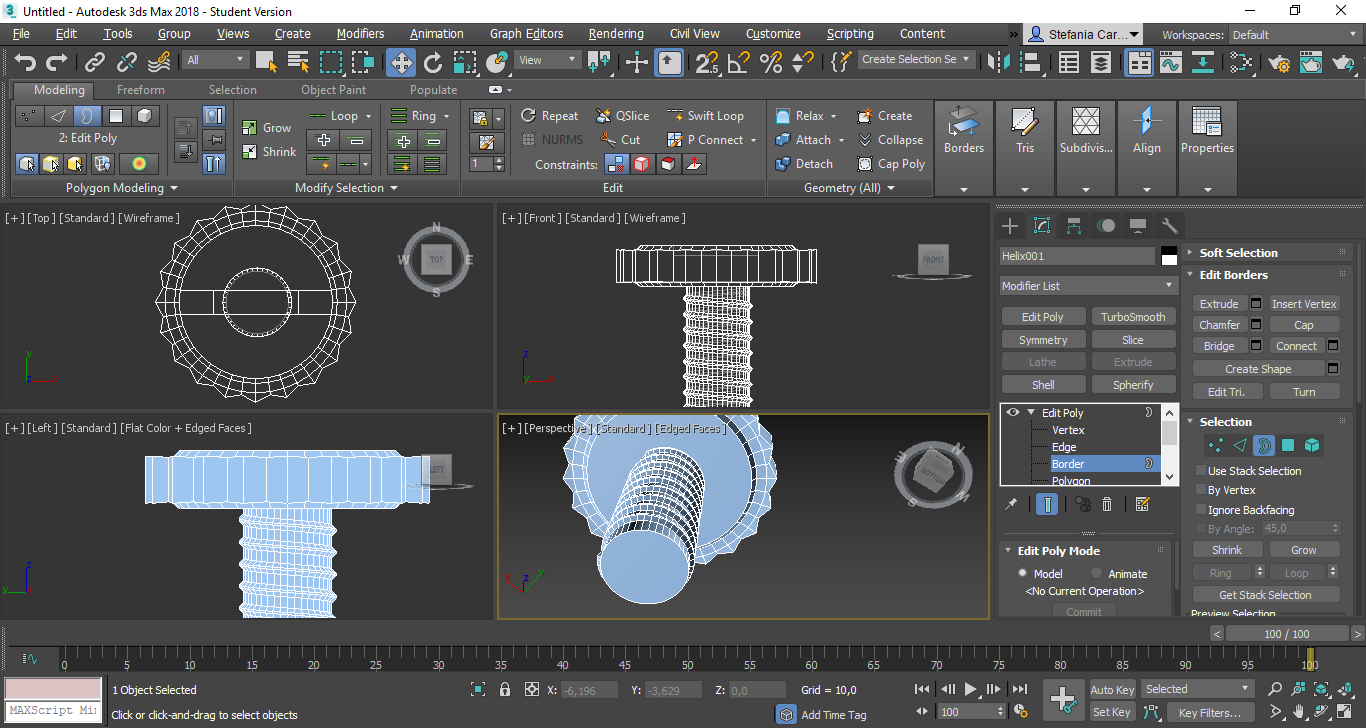 Untitled - Autodesk 3ds Max 2018 - Student Version
File Edit Tools Group Views Create Modifiers Animation Graph Editors Rendering Civil View Customize Scripting Content » Stefania Car... Workspaces: Default
All View Create Selection Se
Modeling Freeform Selection Object Paint Populate
Loop Ring Repeat QSlice Swift Loop Relax Create
2: Edit Poly Grow NURMS Cut P Connect Attach Collapse Borders Tris Subdivis... Align Properties
Shrink 1 Constraints: Detach Cap Poly
Polygon Modeling Modify Selection Edit Geometry (All)
[+] [Top] [Standard] [Wireframe]
N
W TOP E
S
y
z x
[+] [Front] [Standard] [Wireframe]
FRONT
z
y x
[+] [Left] [Standard] [Flat Color + Edged Faces]
LEFT
z
y
[+] [Perspective] [Standard] [Edged Faces]
BOTTOM
z y
Helix001
Modifier List
Edit Poly TurboSmooth
Symmetry Slice
Lathe Extrude
Shell Spherify
Edit Poly
Vertex
Edge
Border
Polygon
Edit Poly Mode
Model Animate
<No Current Operation>
Commit
Soft Selection
Edit Borders
Extrude Insert Vertex
Chamfer Cap
Bridge Connect
Create Shape
Edit Tri. Turn
Selection
Use Stack Selection
By Vertex
Ignore Backfacing
By Angle: 45,0
Shrink Grow
Ring Loop
Get Stack Selection
Preview Selection
< 100 / 100 >
0 5 10 15 20 25 30 35 40 45 50 55 60 65 70 75 80 85 90 95 100
1 Object Selected X: -6,196 Y: -3,629 Z: 0,0 Grid = 10,0 Auto Key Selected
MAXScript Mi Click or click-and-drag to select objects Add Time Tag 100 Set Key Key Filters...